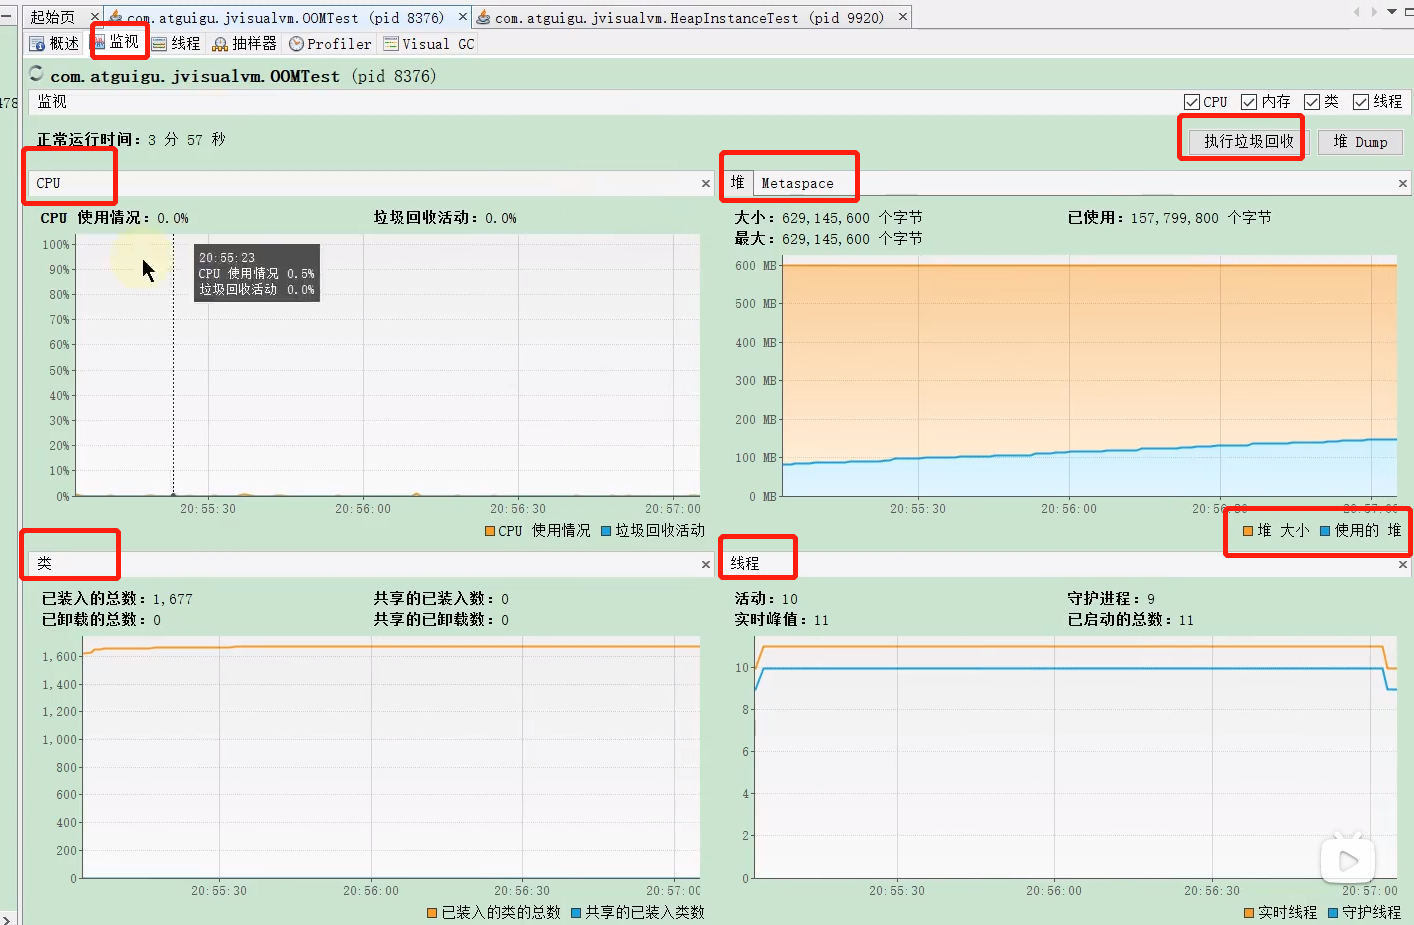 起始页 com.atguigu.jvisualvm.OOMTest (pid 8376) com.atguigu.jvisualvm.HeapInstanceTest (pid 9920)
概述 监视 线程 抽样器 Profiler Visual GC
com.atguigu.jvisualvm.OOMTest (pid 8376)
478
监视 CPU 内存 类 线程
正常运行时间: 3 分 57 秒 执行垃圾回收 堆 Dump
CPU
CPU 使用情况: 0.0% 垃圾回收活动: 0.0%
20:55:23
CPU 使用情况 0.5%
垃圾回收活动 0.0%
100%
90%
80%
70%
60%
50%
40%
30%
20%
10%
0%
20:55:30 20:56:00 20:56:30 20:57:00
CPU 使用情况 垃圾回收活动
堆 Metaspace
大小: 629,145,600 个字节 已使用: 157,799,800 个字节
最大: 629,145,600 个字节
600 MB
500 MB
400 MB
300 MB
200 MB
100 MB
0 MB
20:55:30 20:56:00 20:56:30 20:57:00
堆 大小 使用的 堆
类
已装入的总数: 1,677 共享的已装入数: 0
已卸载的总数: 0 共享的已卸载数: 0
1,600
1,400
1,200
1,000
800
600
400
200
0
20:55:30 20:56:00 20:56:30 20:57:00
已装入的类的总数 共享的已装入类数
线程
活动: 10 守护进程: 9
实时峰值: 11 已启动的总数: 11
10
8
6
4
2
0
20:55:30 20:56:00 20:56:30 20:57:00
实时线程 守护线程